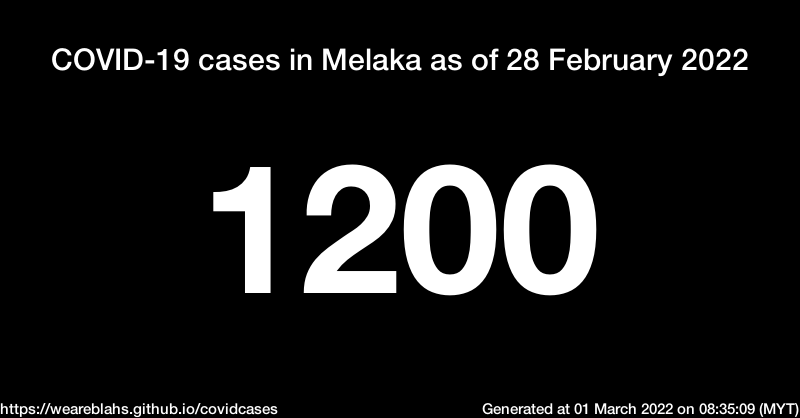 COVID-19 cases in Melaka as of 28 February 2022
1200
https://weareblahs.github.io/covidcases
Generated at 01 March 2022 on 08:35:09 (MYT)